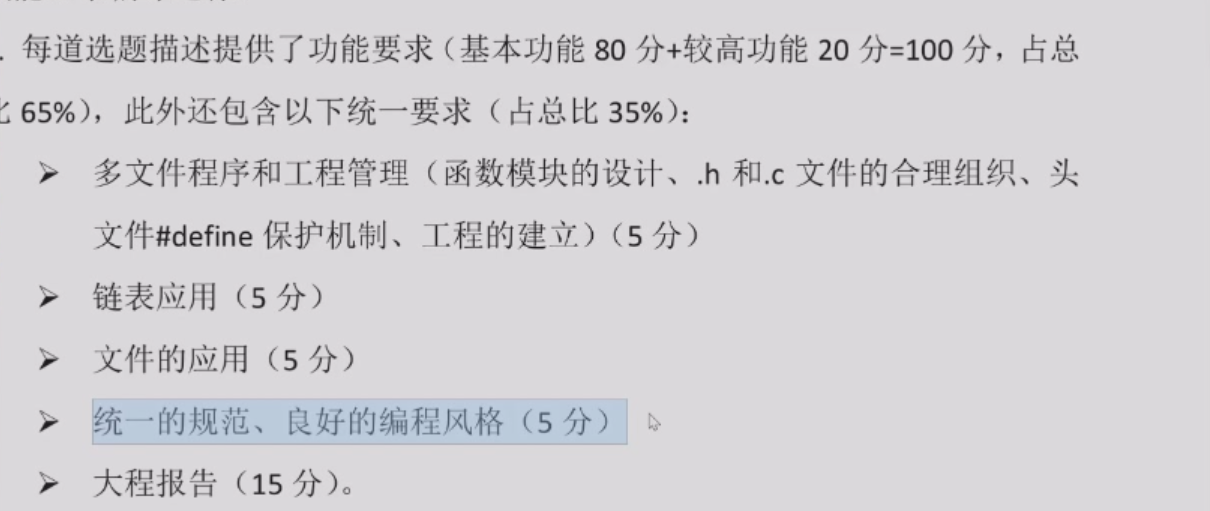 . 每道选题描述提供了功能要求（基本功能 80 分+较高功能 20 分=100 分，占总
比 65%），此外还包含以下统一要求（占总比 35%）：
➢ 多文件程序和工程管理（函数模块的设计、.h 和.c 文件的合理组织、头
文件#define 保护机制、工程的建立）（5 分）
➢ 链表应用（5 分）
➢ 文件的应用（5 分）
➢ 统一的规范、良好的编程风格（5 分）
➢ 大程报告（15 分）。